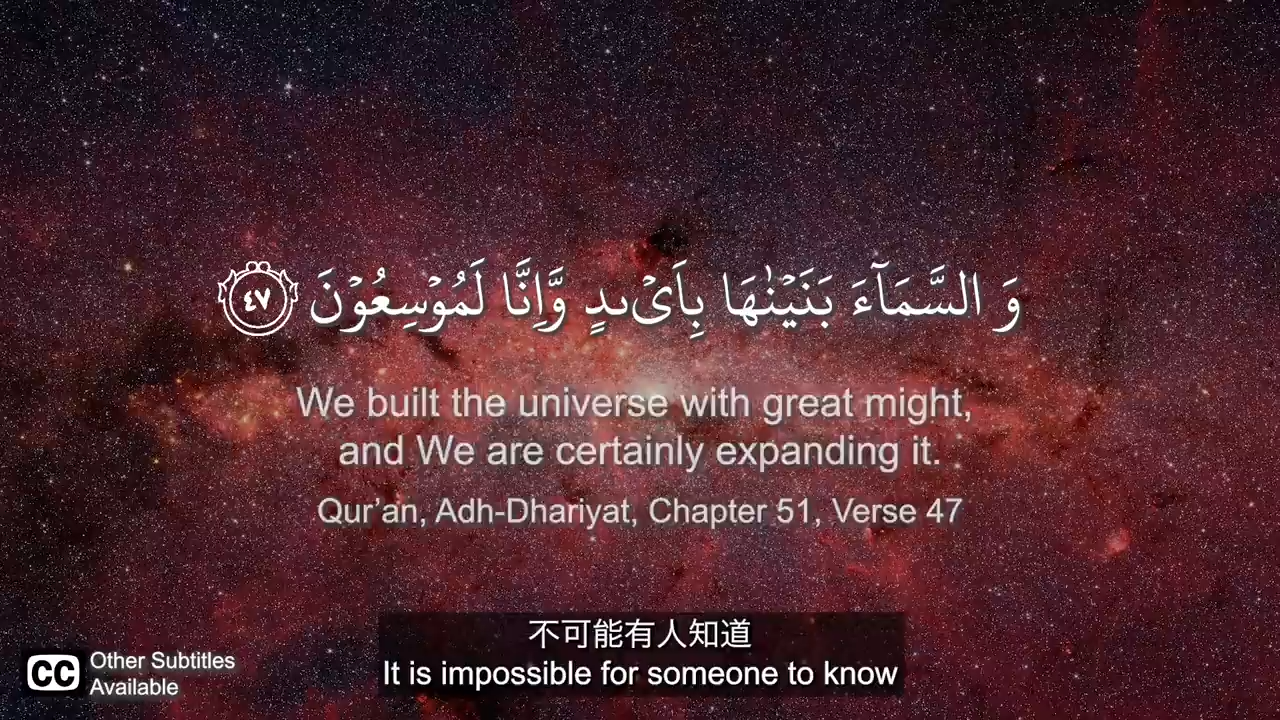 وَ السَّمَآءَ بَنَيْنٰهَا بِاَيْىدٍ وَّاِنَّا لَمُوْسِعُوْنَ ٤٧
We built the universe with great might,
and We are certainly expanding it.
Qur’an, Adh-Dhariyat, Chapter 51, Verse 47
不可能有人知道
It is impossible for someone to know
CC Other Subtitles
Available